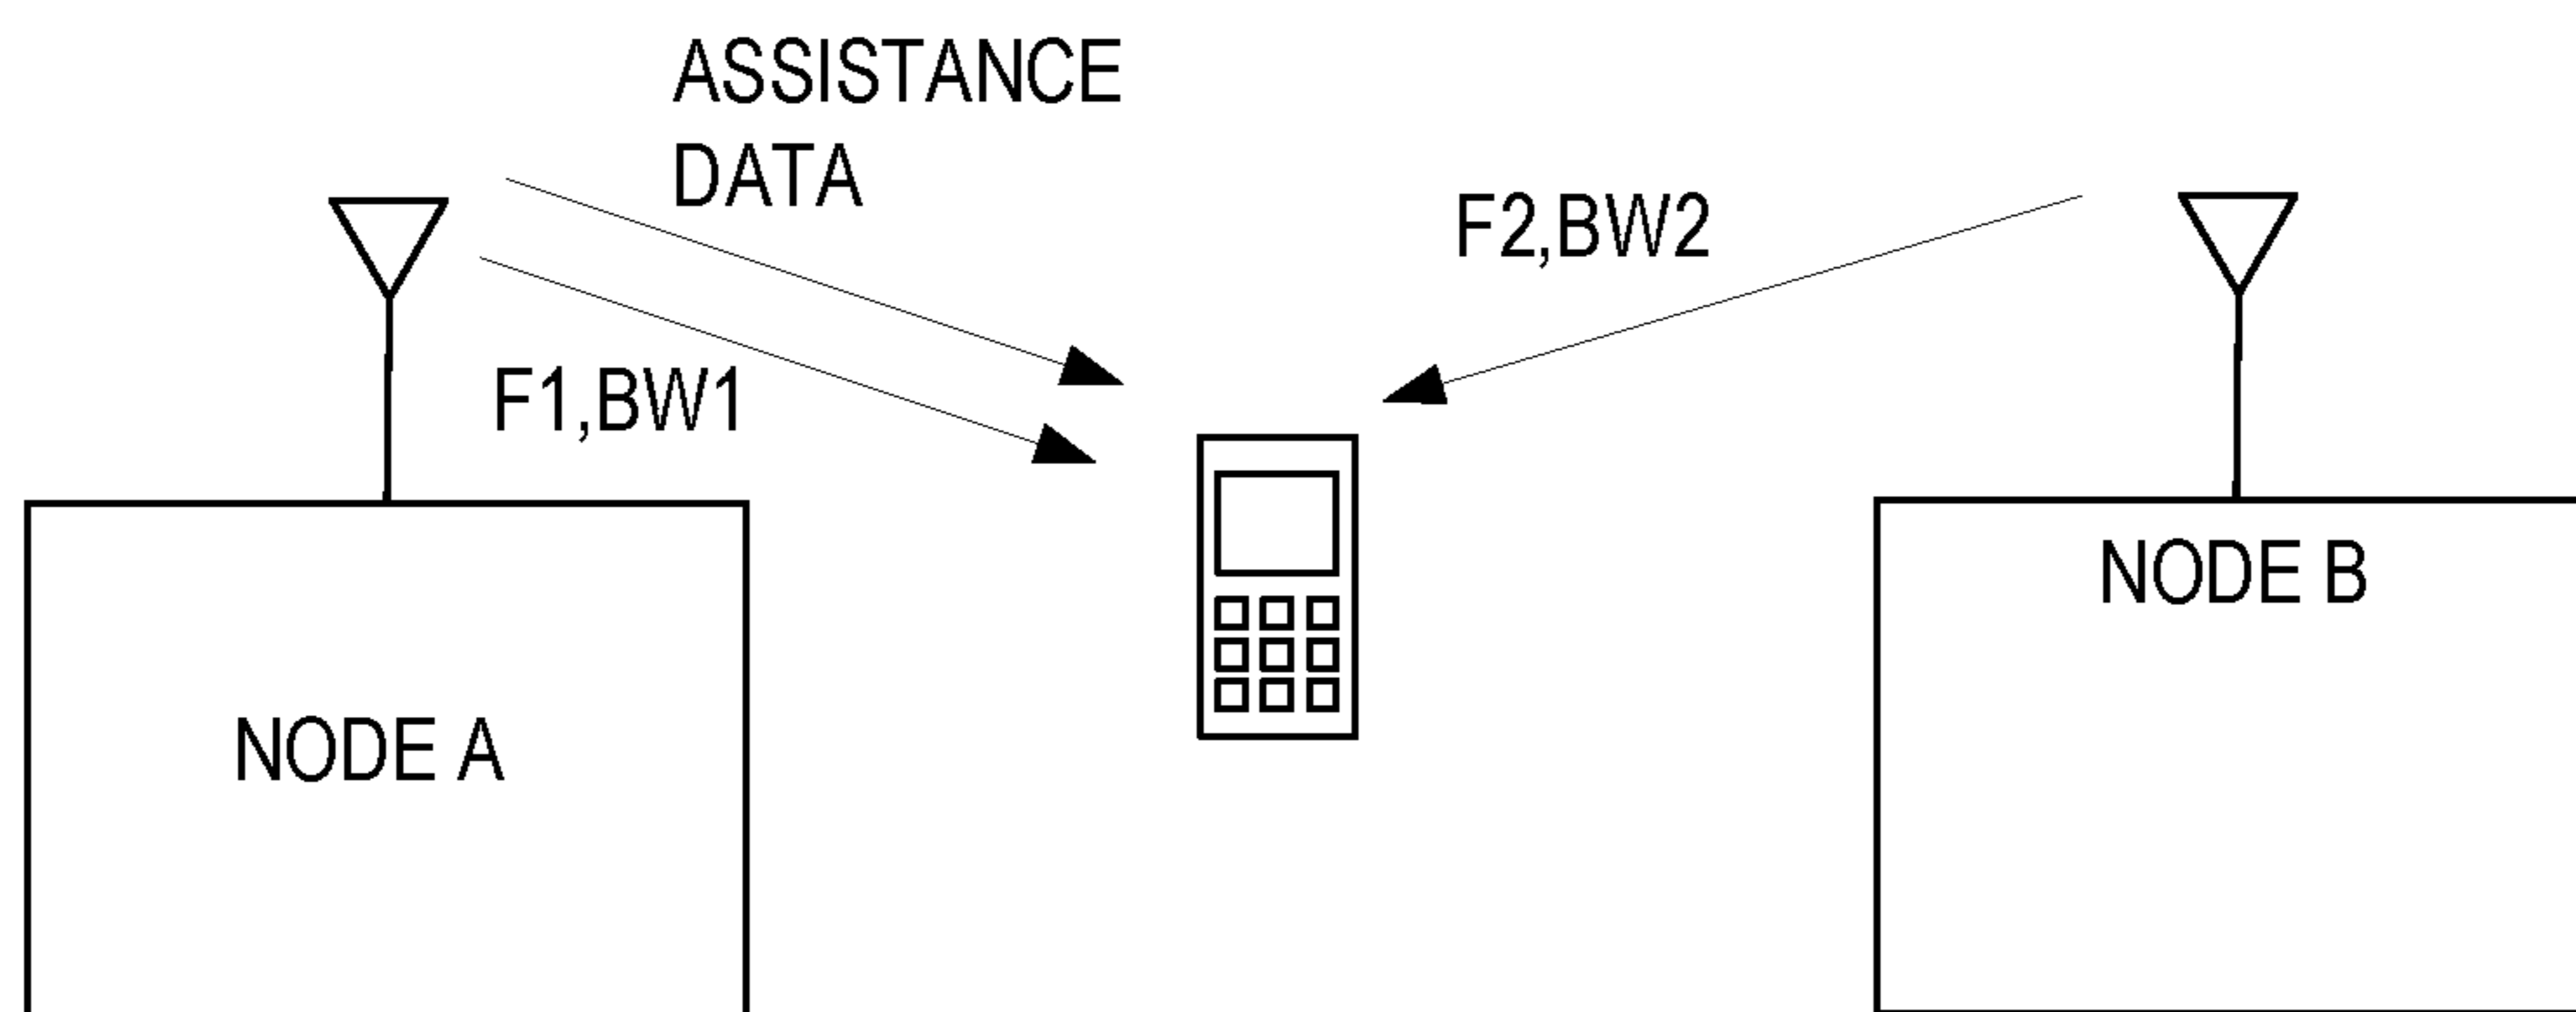 ASSISTANCE
DATA
F2,BW2
F1,BW1
NODE B
NODE A